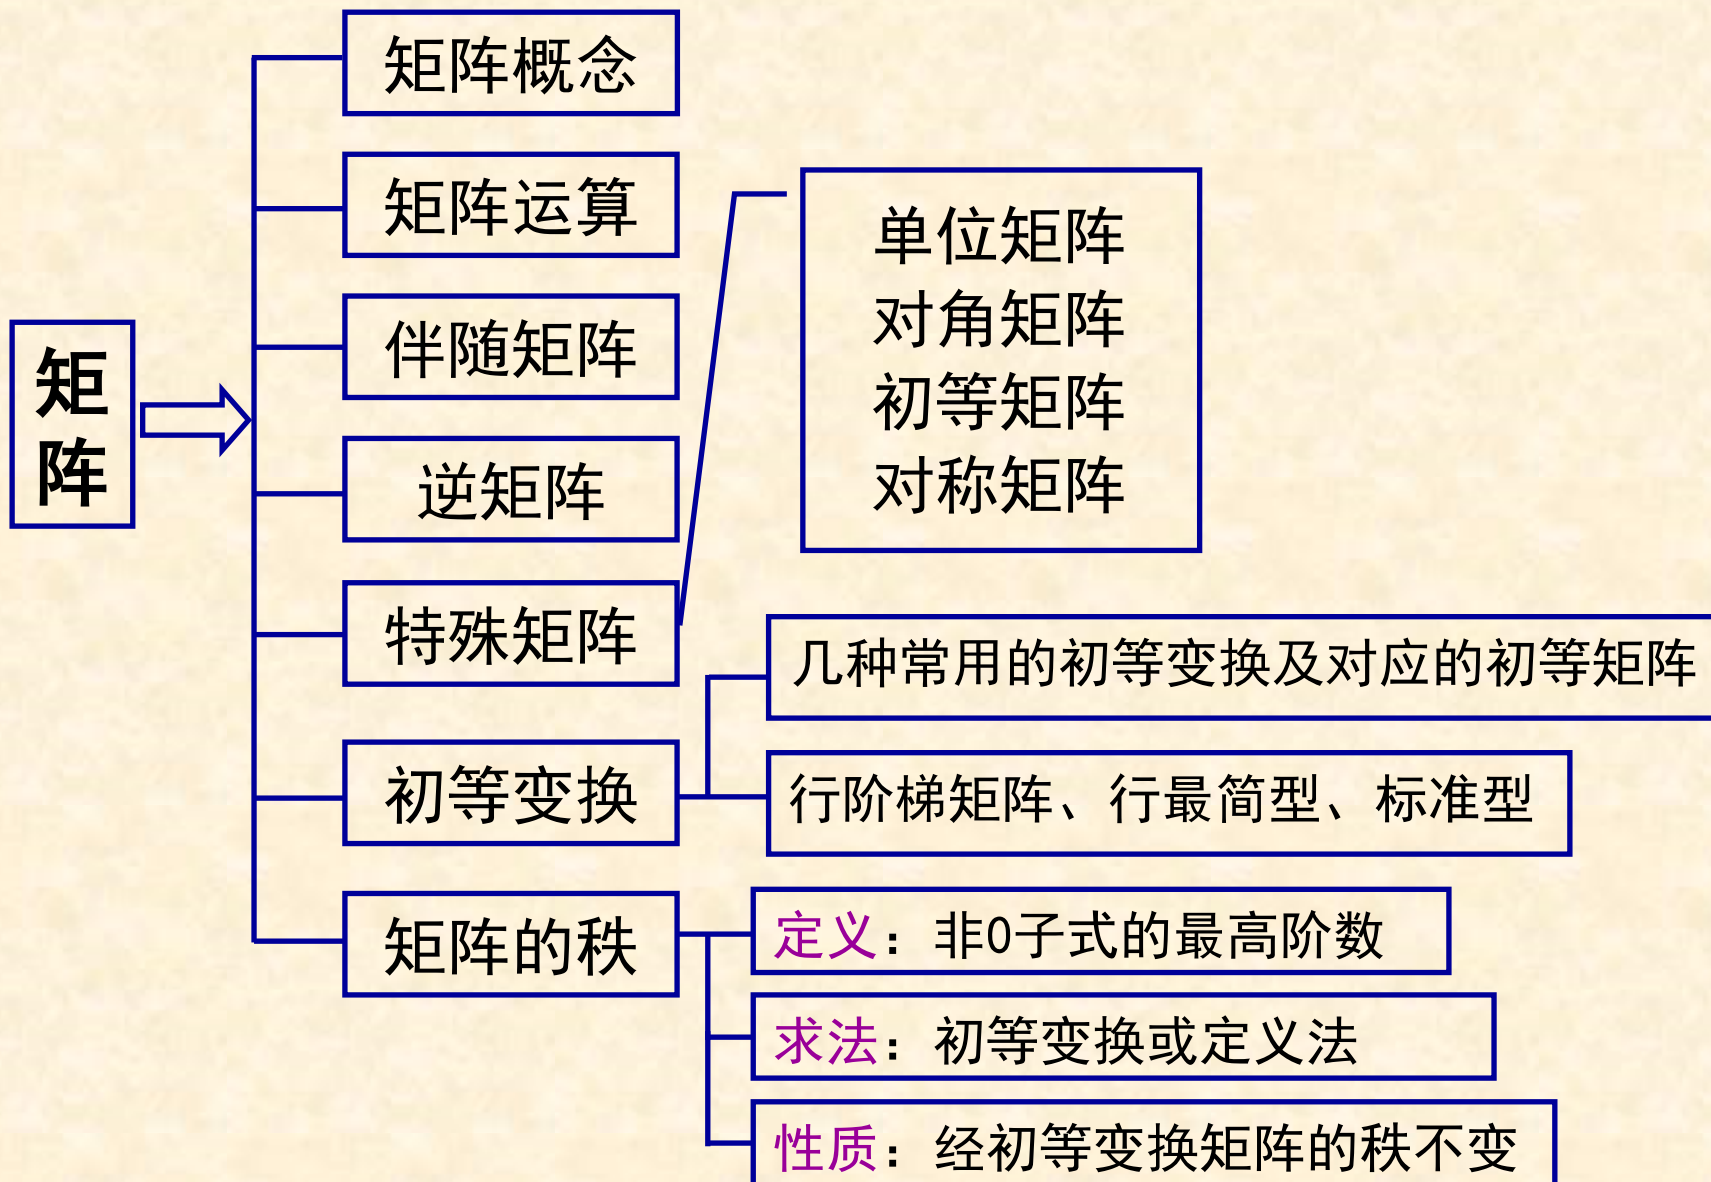 矩
阵
矩阵概念
矩阵运算
伴随矩阵
逆矩阵
特殊矩阵
单位矩阵
对角矩阵
初等矩阵
对称矩阵
初等变换
几种常用的初等变换及对应的初等矩阵
行阶梯矩阵、行最简型、标准型
矩阵的秩
定义：非0子式的最高阶数
求法：初等变换或定义法
性质：经初等变换矩阵的秩不变